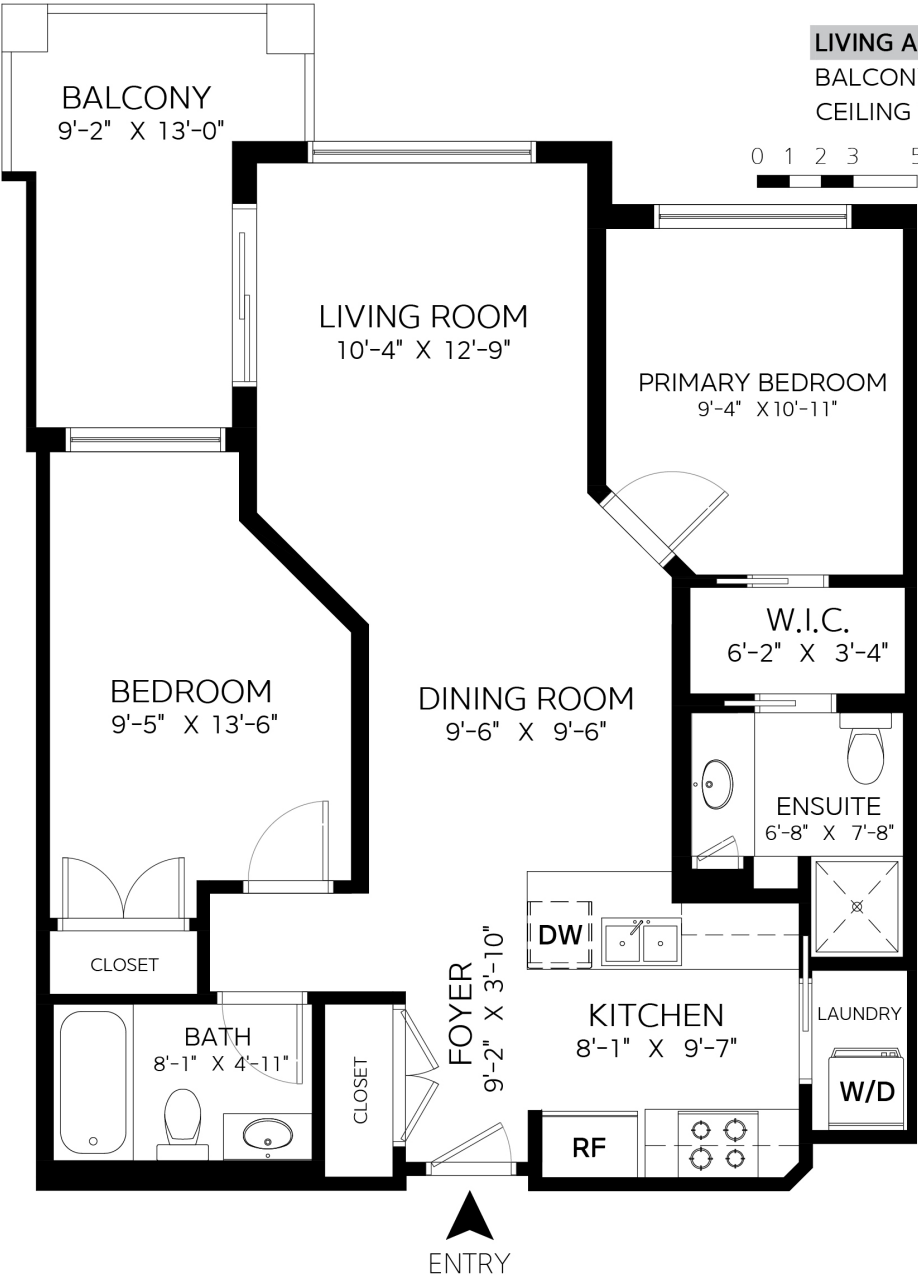 LIVING A
BALCON
CEILING
0 1 2 3 5
BALCONY
9'-2" X 13'-0"
LIVING ROOM
10'-4" X 12'-9"
PRIMARY BEDROOM
9'-4" X 10'-11"
W.I.C.
6'-2" X 3'-4"
BEDROOM
9'-5" X 13'-6"
DINING ROOM
9'-6" X 9'-6"
ENSUITE
6'-8" X 7'-8"
DW
CLOSET
FOYER
9'-2" X 3'-10"
KITCHEN
8'-1" X 9'-7"
LAUNDRY
BATH
8'-1" X 4'-11"
CLOSET
W/D
RF
ENTRY